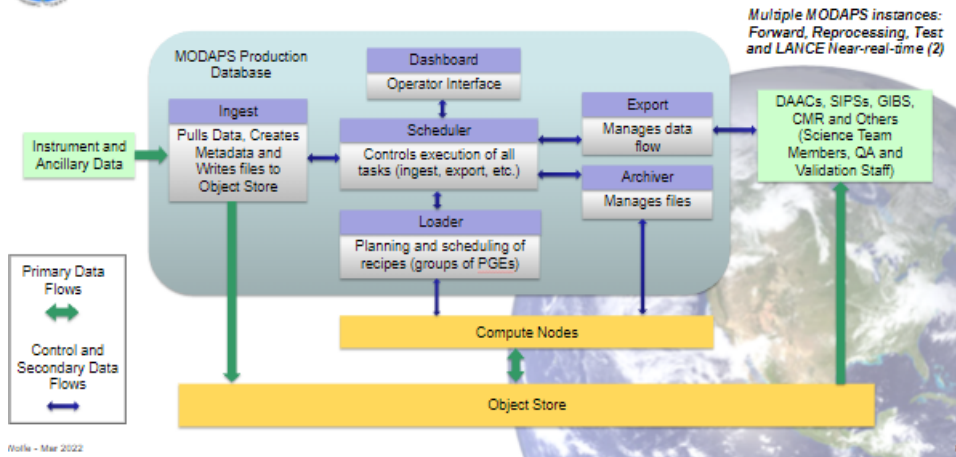 Multiple MODAPS instances:
Forward, Reprocessing, Test
and LANCE Near-real-time (2)
MODAPS Production
Database
Dashboard
Operator Interface
Ingest
Pulls Data, Creates
Metadata and
Writes files to
Object Store
Instrument and
Ancillary Data
Scheduler
Controls execution of all
tasks (ingest, export, etc.)
Export
Manages data
flow
DAACs, SIPSs, GIBS,
CMR and Others
(Science Team
Members, QA and
Validation Staff)
Archiver
Manages files
Loader
Planning and scheduling of
recipes (groups of PGEs)
Primary Data
Flows
Control and
Secondary Data
Flows
Compute Nodes
Object Store
Wolfe - Mar 2022